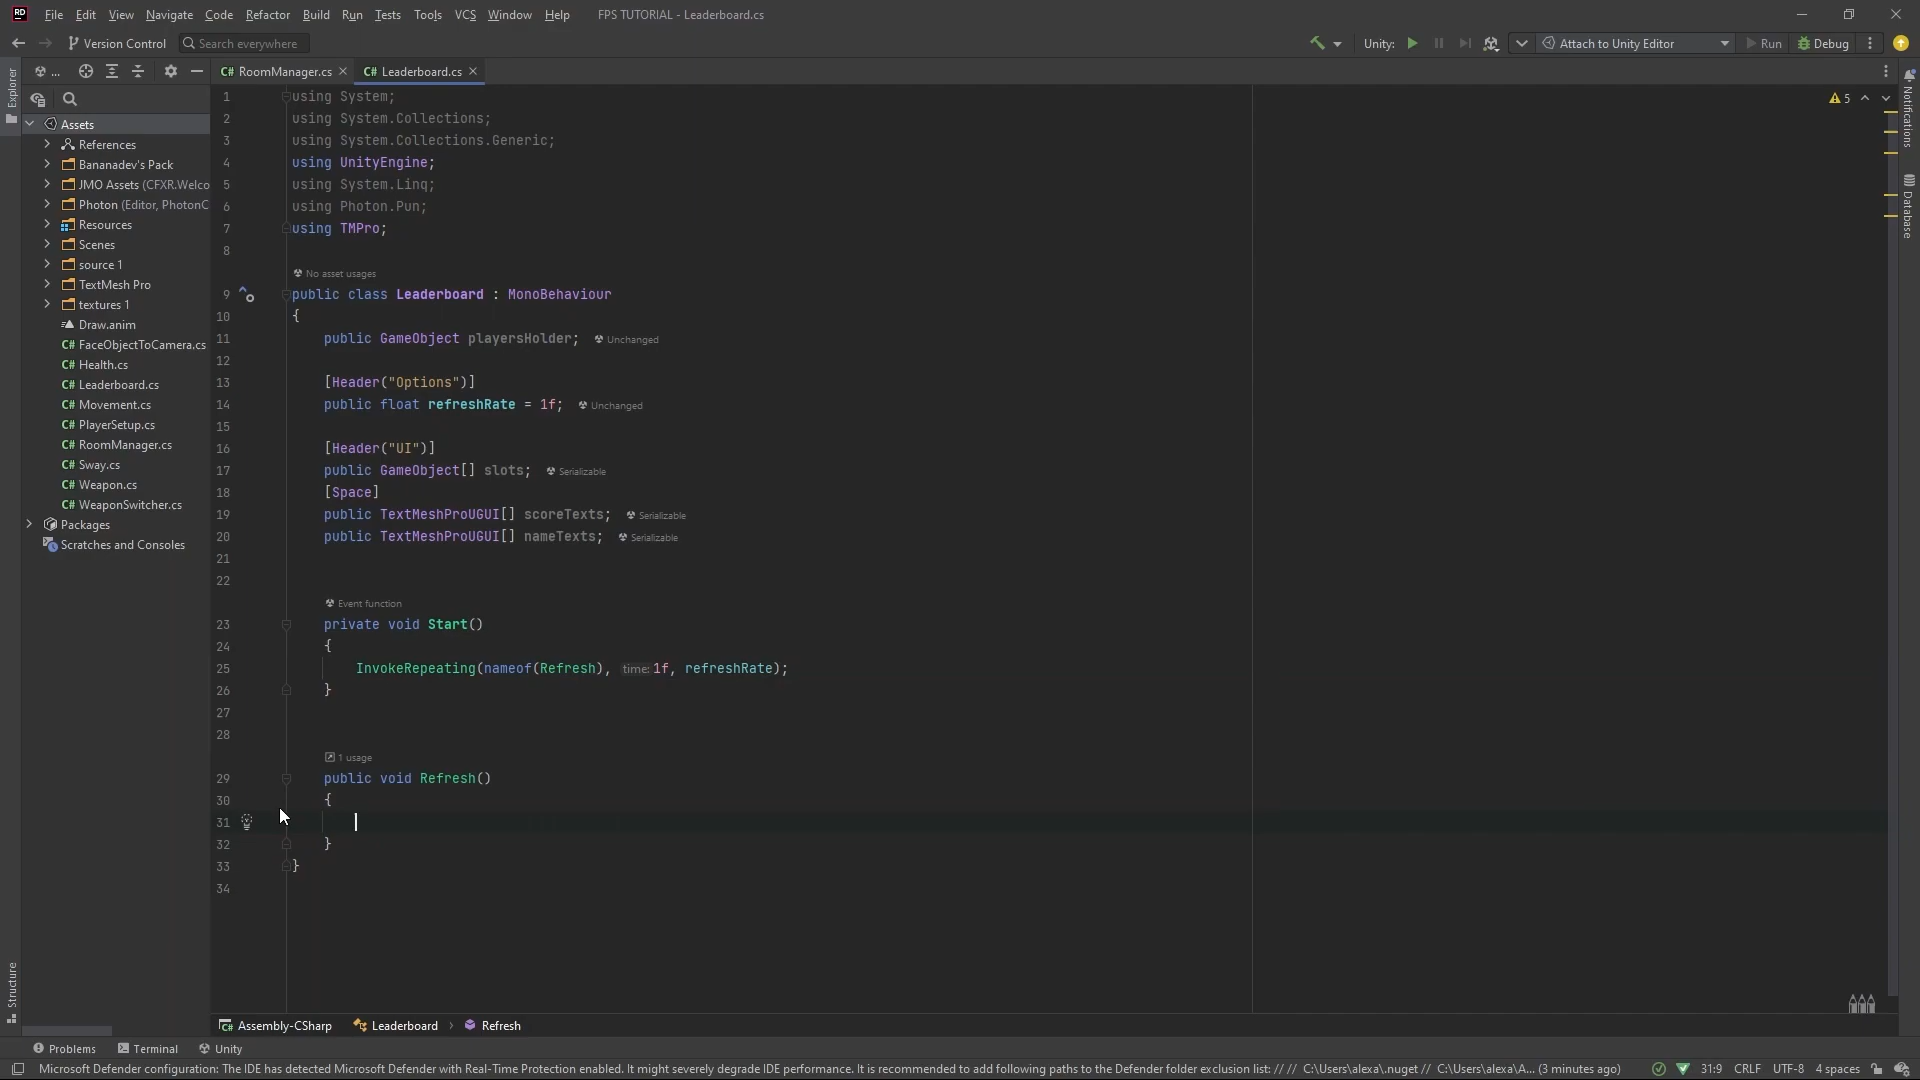 RD File Edit View Navigate Code Refactor Build Run Tests Tools VCS Window Help FPS TUTORIAL - Leaderboard.cs
Version Control Search everywhere Unity: Attach to Unity Editor Run Debug
... RoomManager.cs Leaderboard.cs
Explorer
Notifications
Database
Structure
Assets
References
Bananadev's Pack
JMO Assets (CFXR.Welco
Photon (Editor, PhotonC
Resources
Scenes
source 1
TextMesh Pro
textures 1
Draw.anim
C# FaceObjectToCamera.cs
C# Health.cs
C# Leaderboard.cs
C# Movement.cs
C# PlayerSetup.cs
C# RoomManager.cs
C# Sway.cs
C# Weapon.cs
C# WeaponSwitcher.cs
Packages
Scratches and Consoles
5
1 using System;
2 using System.Collections;
3 using System.Collections.Generic;
4 using UnityEngine;
5 using System.Linq;
6 using Photon.Pun;
7 using TMPro;
8
No asset usages
9 public class Leaderboard : MonoBehaviour
10 {
11 public GameObject playersHolder; Unchanged
12
13 [Header("Options")]
14 public float refreshRate = 1f; Unchanged
15
16 [Header("UI")]
17 public GameObject[] slots; Serializable
18 [Space]
19 public TextMeshProUGUI[] scoreTexts; Serializable
20 public TextMeshProUGUI[] nameTexts; Serializable
21
22
Event function
23 private void Start()
24 {
25 InvokeRepeating(nameof(Refresh), time: 1f, refreshRate);
26 }
27
28
1 usage
29 public void Refresh()
30 {
31
32 }
33 }
34
Assembly-CSharp Leaderboard › Refresh
Problems Terminal Unity
Microsoft Defender configuration: The IDE has detected Microsoft Defender with Real-Time Protection enabled. It might severely degrade IDE performance. It is recommended to add following paths to the Defender folder exclusion list: // // C:\Users\alexa\.nuget // C:\Users\alexa\A... (3 minutes ago) 31:9 CRLF UTF-8 4 spaces